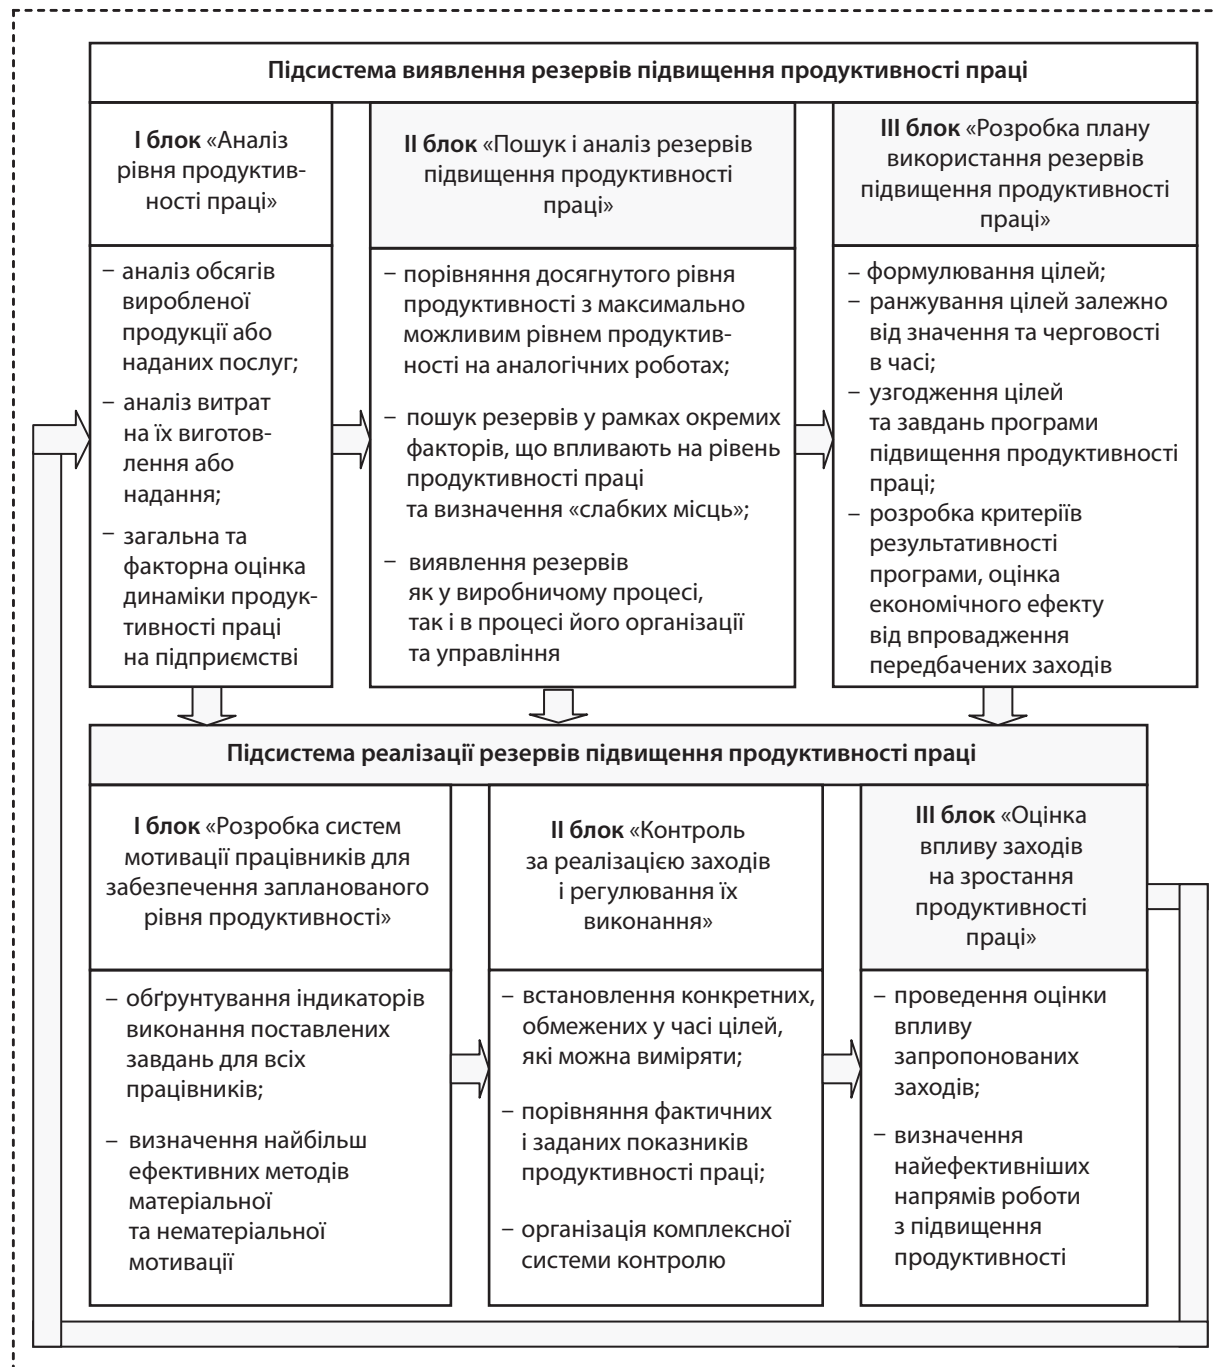 Підсистема виявлення резервів підвищення продуктивності праці
І блок «Аналіз
рівня продуктив-
ності праці»
– аналіз обсягів
виробленої
продукції або
наданих послуг;
– аналіз витрат
на їх виготов-
лення або
надання;
– загальна та
факторна оцінка
динаміки продук-
тивності праці
на підприємстві
ІІ блок «Пошук і аналіз резервів
підвищення продуктивності
праці»
– порівняння досягнутого рівня
продуктивності з максимально
можливим рівнем продуктив-
ності на аналогічних роботах;
– пошук резервів у рамках окремих
факторів, що впливають на рівень
продуктивності праці
та визначення «слабких місць»;
– виявлення резервів
як у виробничому процесі,
так і в процесі його організації
та управління
ІІІ блок «Розробка плану
використання резервів
підвищення продуктивності
праці»
– формулювання цілей;
– ранжування цілей залежно
від значення та черговості
в часі;
– узгодження цілей
та завдань програми
підвищення продуктивності
праці;
– розробка критеріїв
результативності
програми, оцінка
економічного ефекту
від впровадження
передбачених заходів
Підсистема реалізації резервів підвищення продуктивності праці
І блок «Розробка систем
мотивації працівників для
забезпечення запланованого
рівня продуктивності»
– обґрунтування індикаторів
виконання поставлених
завдань для всіх
працівників;
– визначення найбільш
ефективних методів
матеріальної
та нематеріальної
мотивації
ІІ блок «Контроль
за реалізацією заходів
і регулювання їх
виконання»
– встановлення конкретних,
обмежених у часі цілей,
які можна виміряти;
– порівняння фактичних
і заданих показників
продуктивності праці;
– організація комплексної
системи контролю
ІІІ блок «Оцінка
впливу заходів
на зростання
продуктивності
праці»
– проведення оцінки
впливу
запропонованих
заходів;
– визначення
найефективніших
напрямів роботи
з підвищення
продуктивності